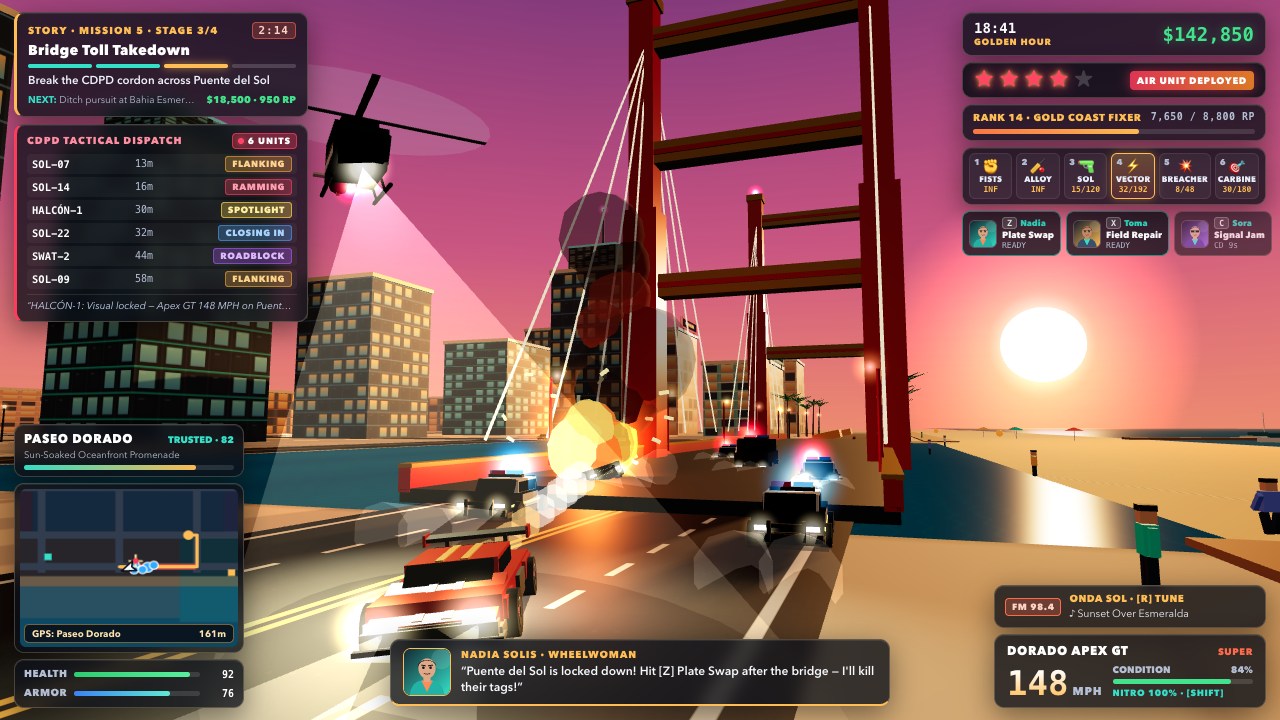 STORY · MISSION 5 · STAGE 3/4
2:14
Bridge Toll Takedown
Break the CDPD cordon across Puente del Sol
NEXT: Ditch pursuit at Bahia Esmer… $18,500 · 950 RP
CDPD TACTICAL DISPATCH
6 UNITS
SOL-07 13m FLANKING
SOL-14 16m RAMMING
HALCÓN-1 30m SPOTLIGHT
SOL-22 32m CLOSING IN
SWAT-2 44m ROADBLOCK
SOL-09 58m FLANKING
"HALCÓN-1: Visual locked — Apex GT 148 MPH on Puent…
PASEO DORADO TRUSTED · 82
Sun-Soaked Oceanfront Promenade
GPS: Paseo Dorado 161m
HEALTH 92
ARMOR 76
18:41
GOLDEN HOUR
$142,850
AIR UNIT DEPLOYED
RANK 14 · GOLD COAST FIXER 7,650 / 8,800 RP
1 FISTS INF
2 ALLOY INF
3 SOL 15/120
4 VECTOR 32/192
5 BREACHER 8/48
6 CARBINE 30/180
Z Nadia
Plate Swap
READY
X Toma
Field Repair
READY
C Sera
Signal Jam
CD 9s
NADIA SOLIS · WHEELWOMAN
“Puente del Sol is locked down! Hit [Z] Plate Swap after the bridge — I'll kill
their tags!”
FM 98.4
ONDA SOL · [R] TUNE
♪ Sunset Over Esmeralda
DORADO APEX GT SUPER
148 MPH
CONDITION 84%
NITRO 100% · [SHIFT]